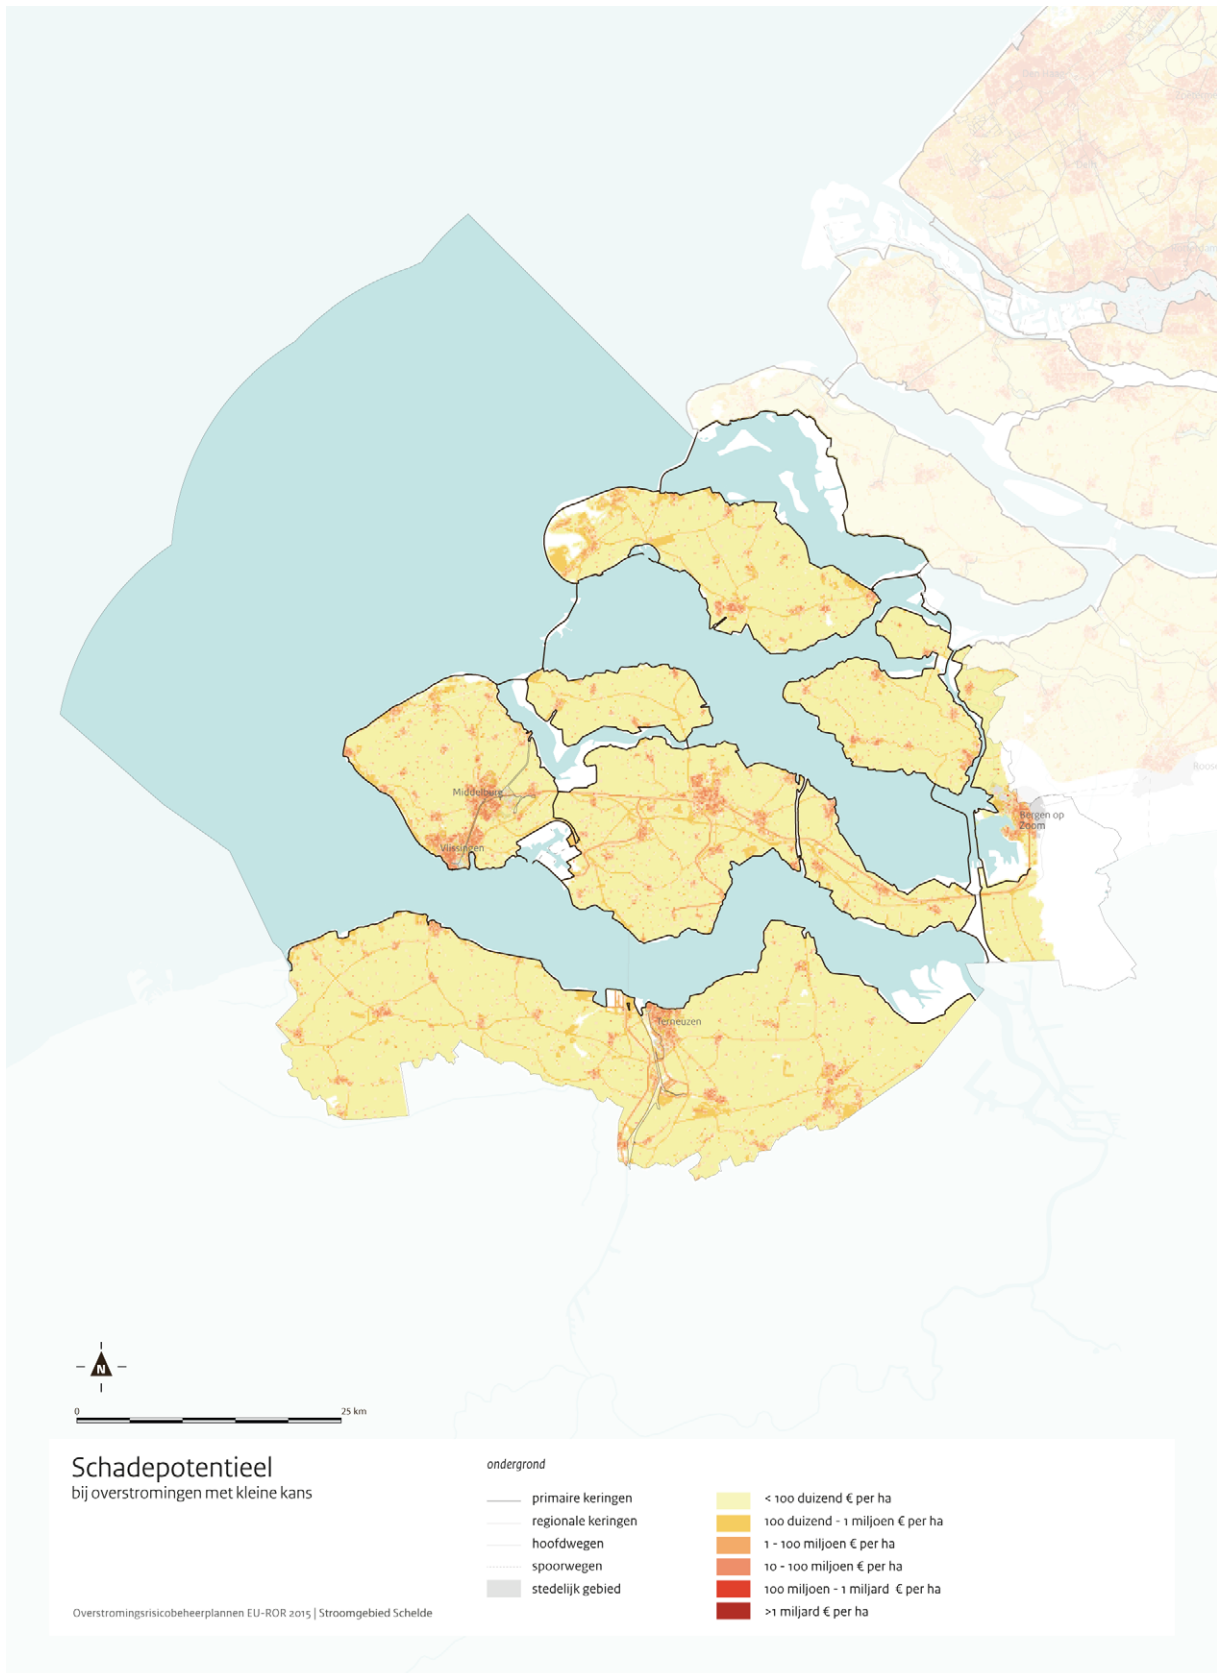 Middelburg
Vlissingen
Bergen op
Zoom
Terneuzen
N
0
25 km
Schadepotentieel
bij overstromingen met kleine kans
Overstromingsrisicobeheerplannen EU-ROR 2015 | Stroomgebied Schelde
ondergrond
primaire keringen
regionale keringen
hoofdwegen
spoorwegen
stedelijk gebied
< 100 duizend € per ha
100 duizend - 1 miljoen € per ha
1 - 100 miljoen € per ha
10 - 100 miljoen € per ha
100 miljoen - 1 miljard € per ha
>1 miljard € per ha